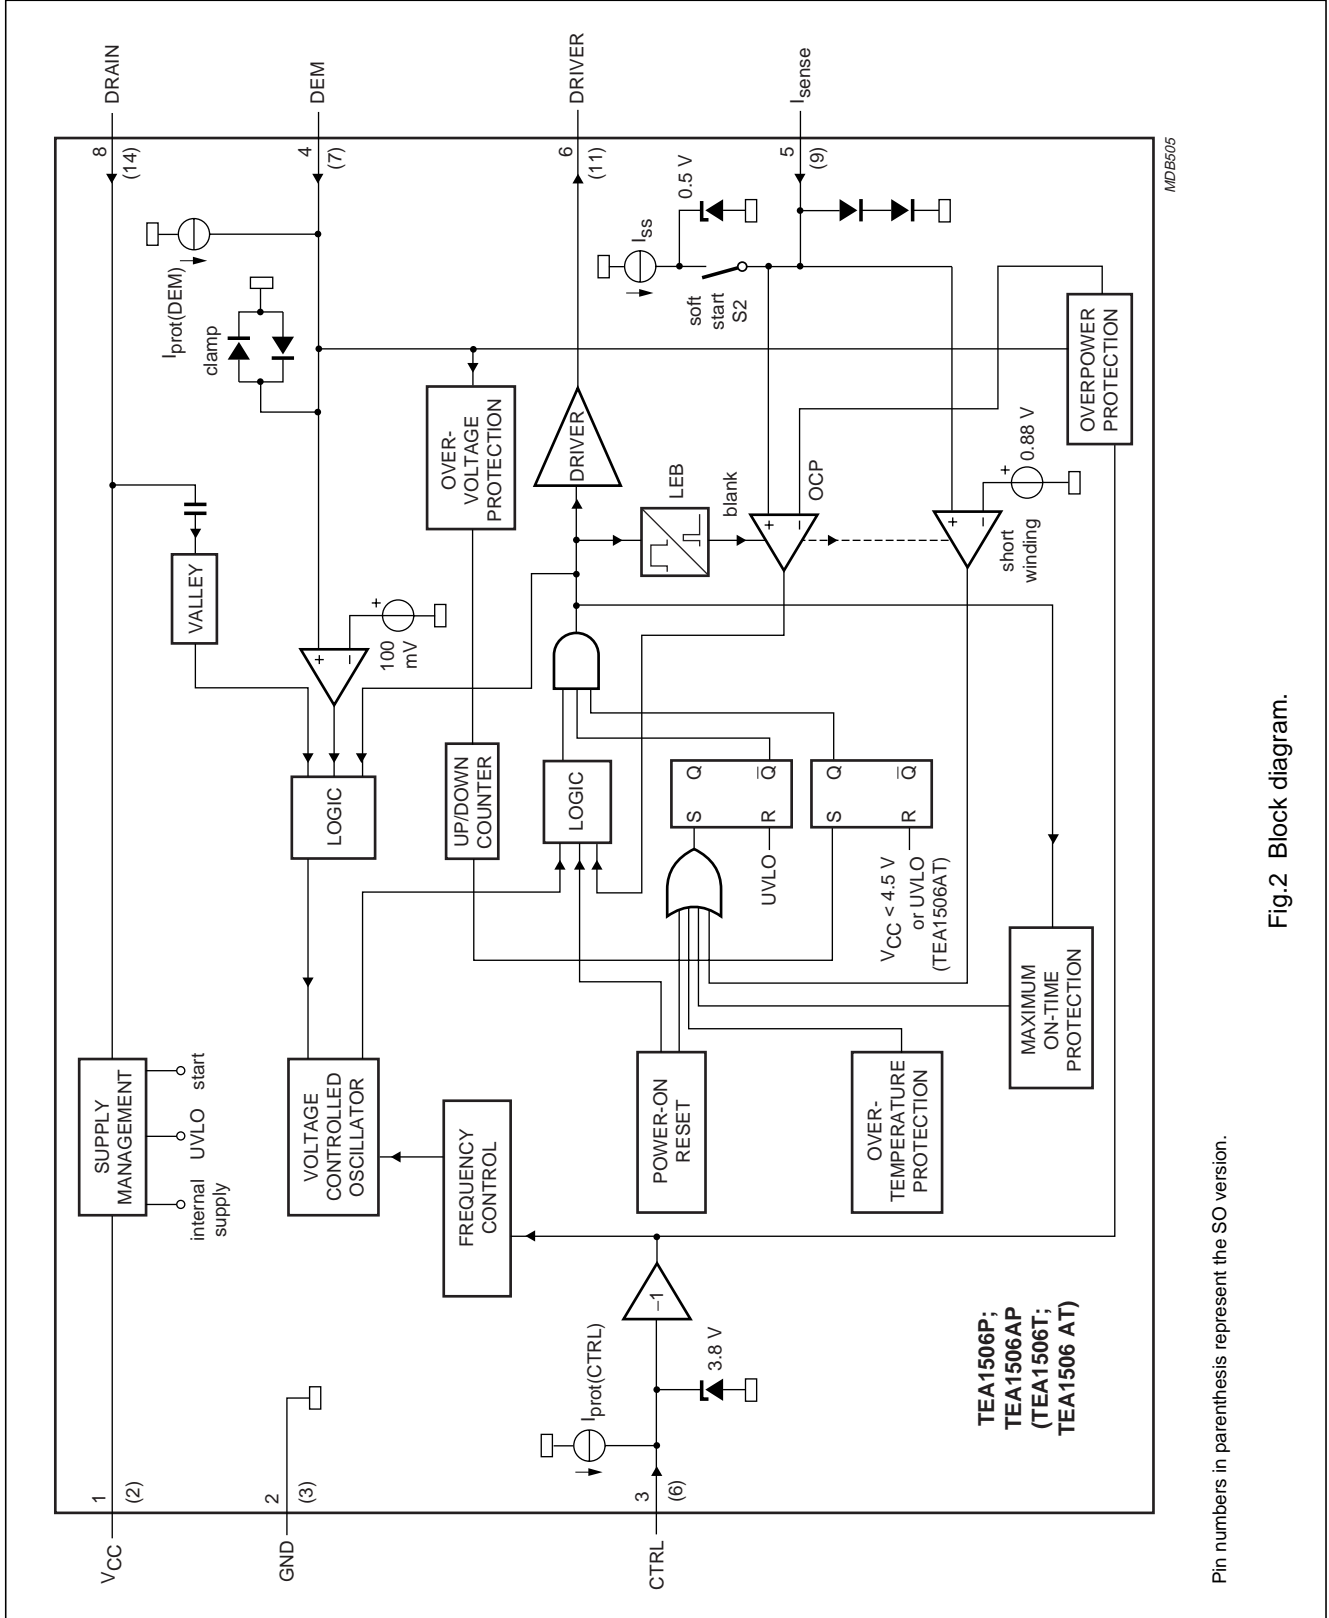 VCC
1
(2)
GND
2
(3)
CTRL
3
(6)
SUPPLY
MANAGEMENT
internal
supply
UVLO
start
VALLEY
8
(14)
DRAIN
Iprot(DEM)
clamp
4
(7)
DEM
100
mV
+
−
+
LOGIC
VOLTAGE
CONTROLLED
OSCILLATOR
FREQUENCY
CONTROL
OVER-
VOLTAGE
PROTECTION
UP/DOWN
COUNTER
LOGIC
DRIVER
6
(11)
DRIVER
LEB
blank
Iprot(CTRL)
−1
3.8 V
POWER-ON
RESET
S
Q
R
Q
UVLO
S
Q
R
Q
VCC < 4.5 V
or UVLO
(TEA1506AT)
Iss
0.5 V
soft
start
S2
5
(9)
Isense
+
−
OCP
+
−
short
winding
+
0.88 V
OVER-
TEMPERATURE
PROTECTION
MAXIMUM
ON-TIME
PROTECTION
OVERPOWER
PROTECTION
TEA1506P;
TEA1506AP
(TEA1506T;
TEA1506 AT)
MDB505
Pin numbers in parenthesis represent the SO version.
Fig.2 Block diagram.